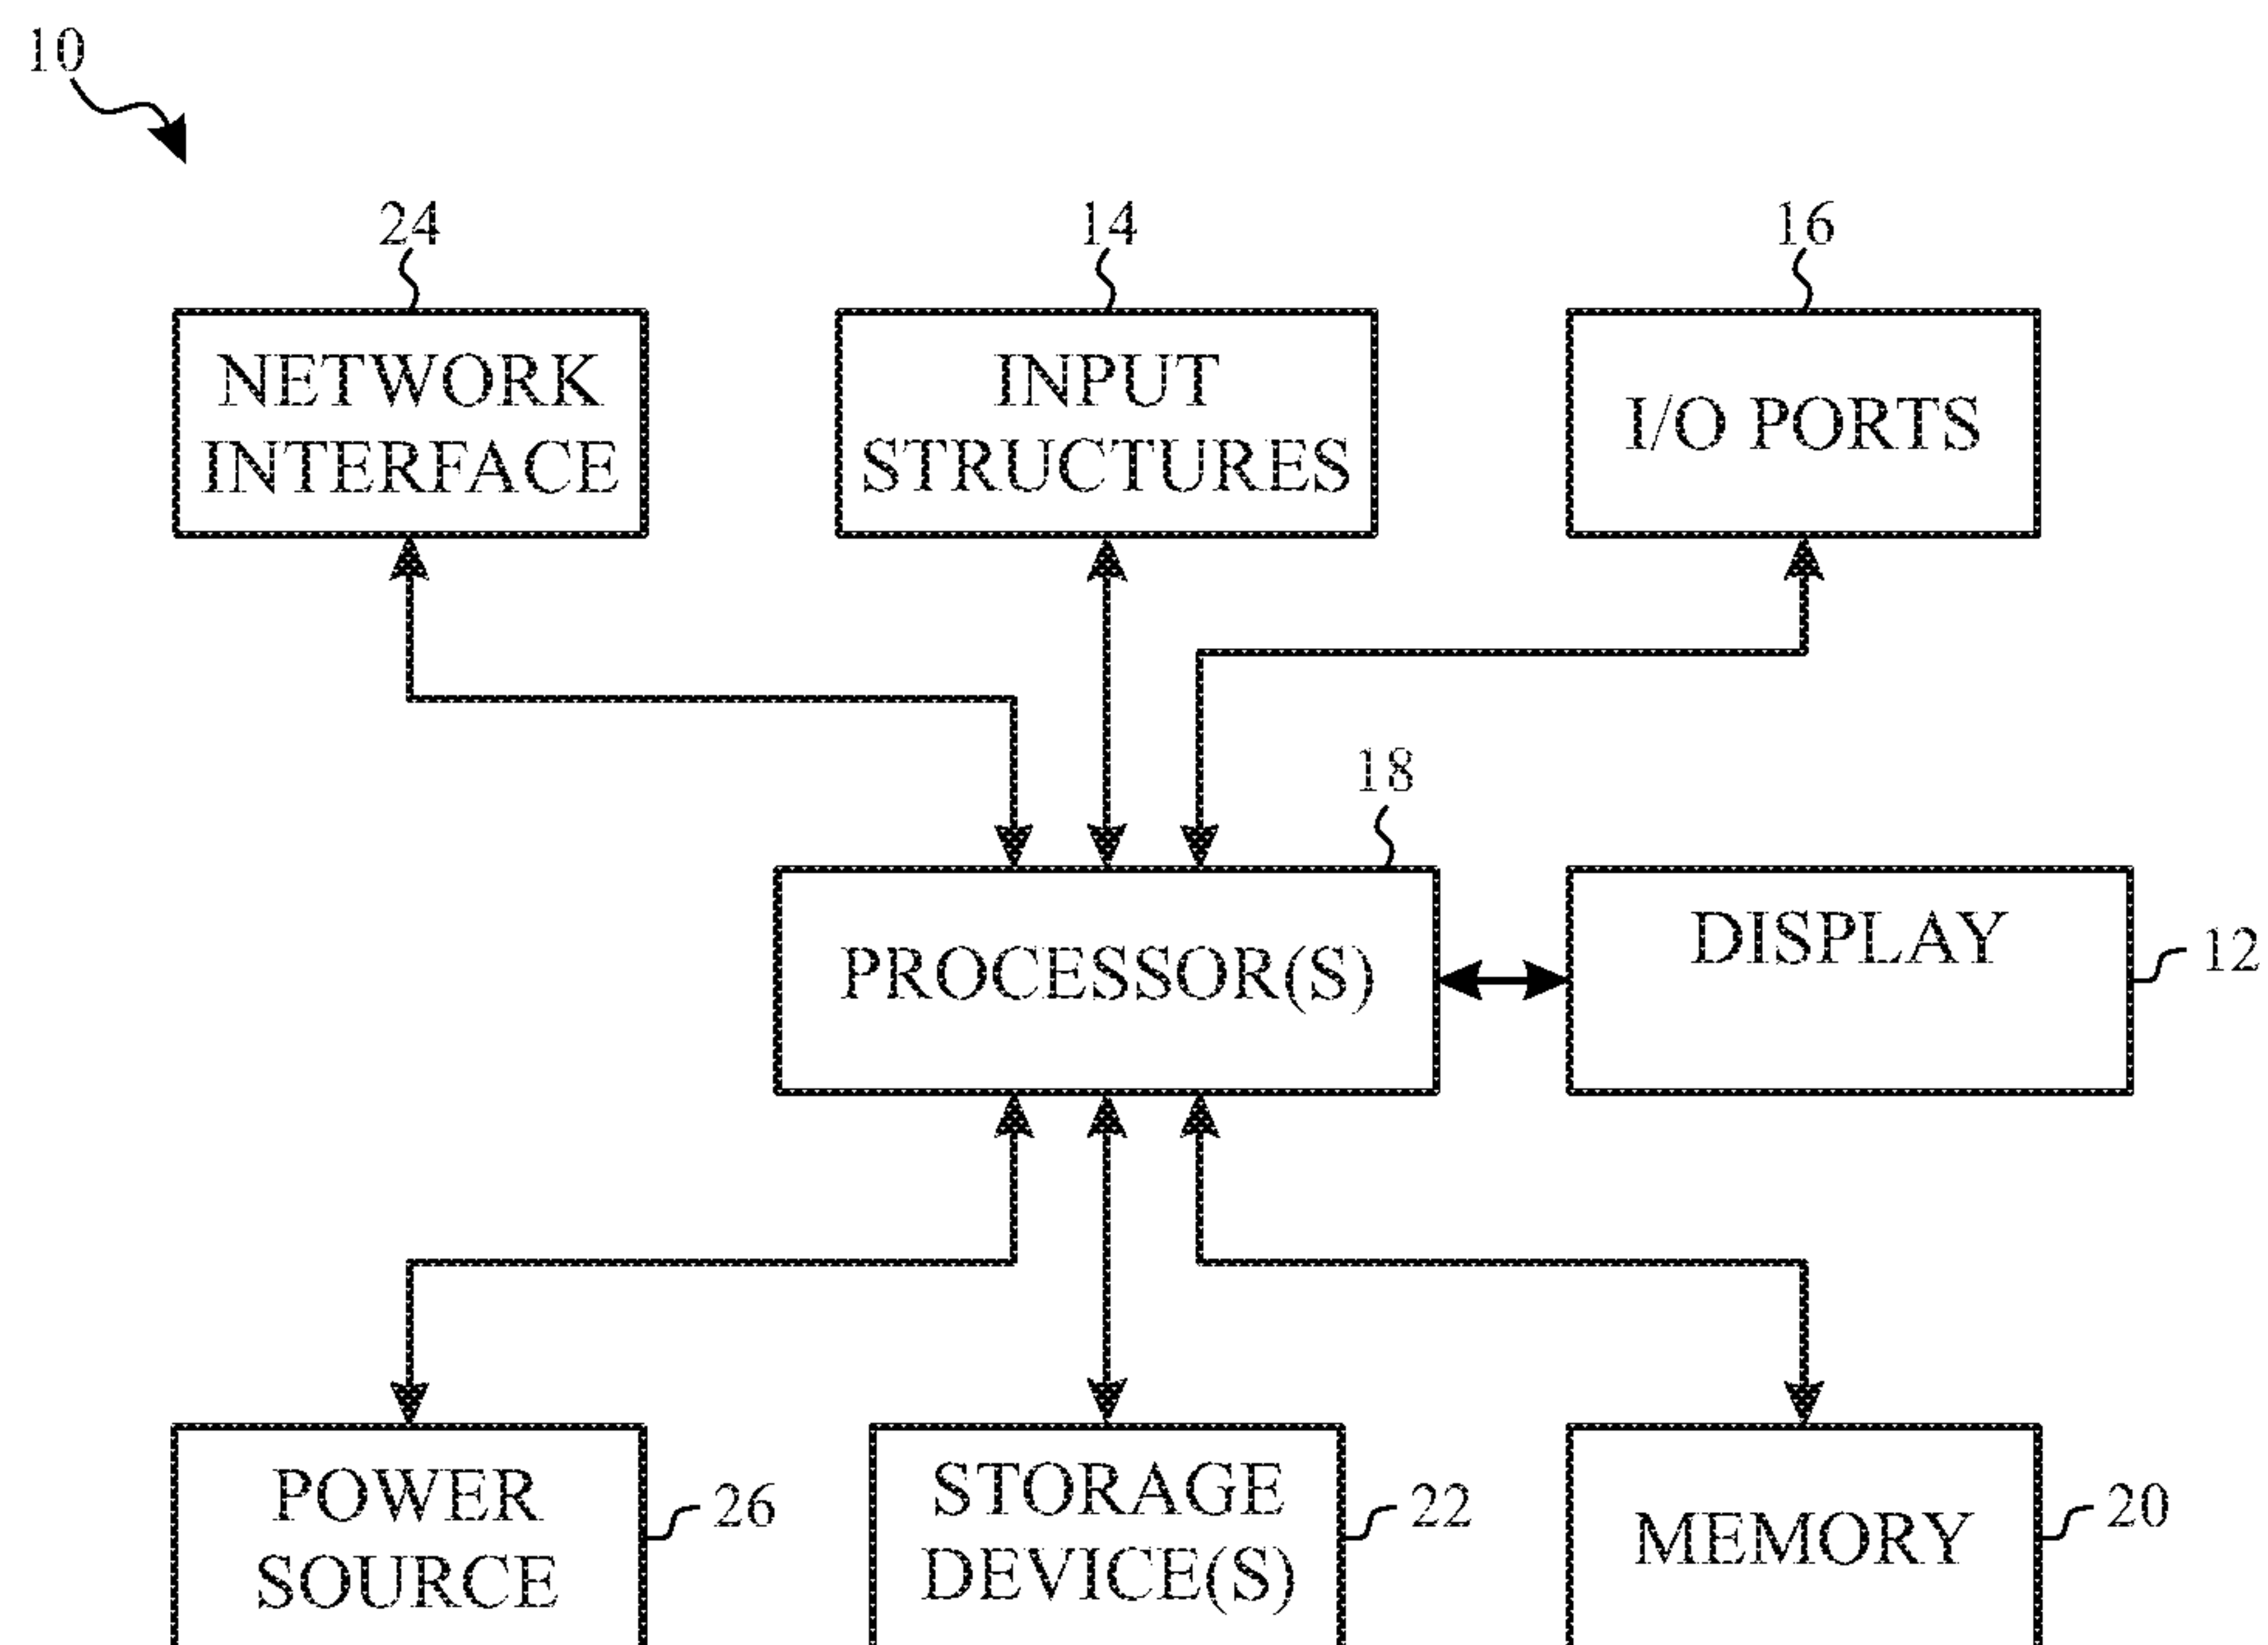 10
24
14
16
NETWORK
INTERFACE
INPUT
STRUCTURES
I/O PORTS
18
PROCESSOR(S)
DISPLAY
12
POWER
SOURCE
26
STORAGE
DEVICE(S)
22
MEMORY
20